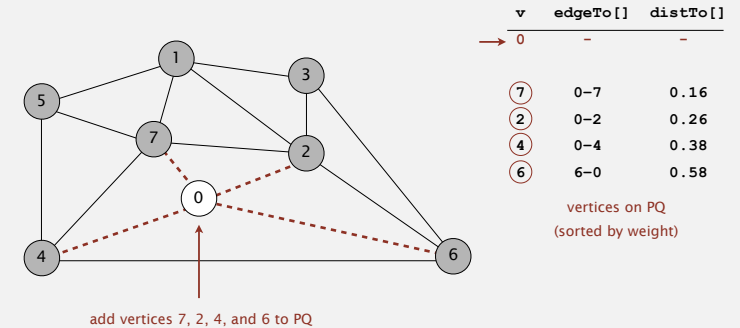 v edgeTo[] distTo[]
0 – –
7 0–7 0.16
2 0–2 0.26
4 0–4 0.38
6 6–0 0.58
vertices on PQ
(sorted by weight)
1
3
5
7
2
0
4
6
add vertices 7, 2, 4, and 6 to PQ